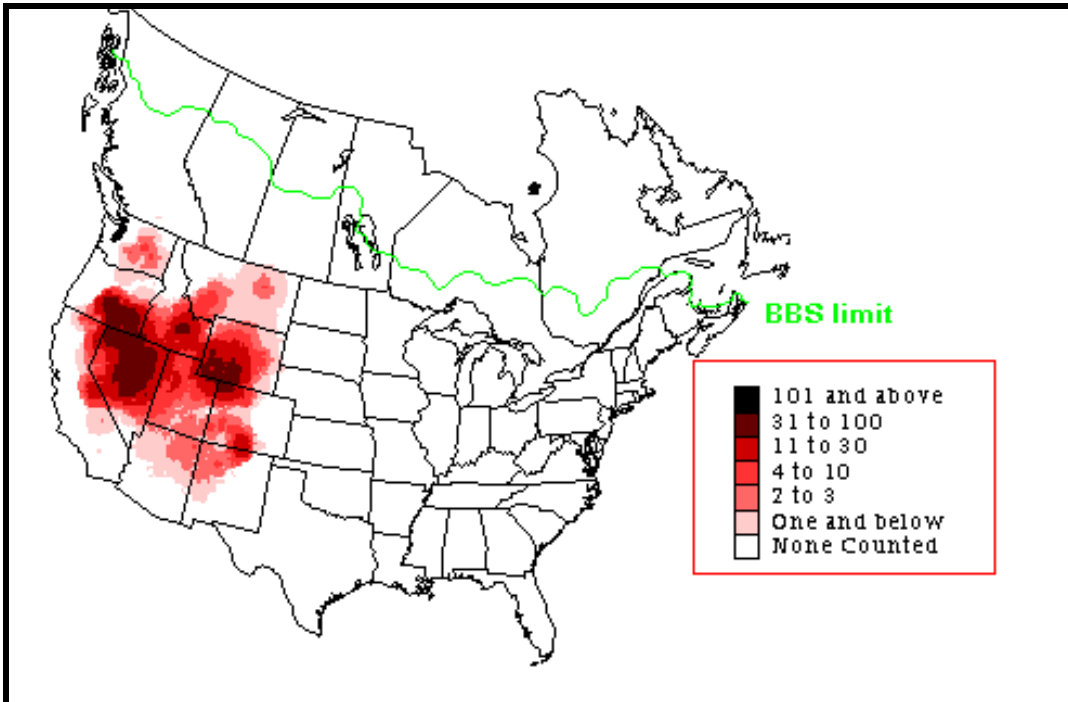 BBS limit
101 and above
31 to 100
11 to 30
4 to 10
2 to 3
One and below
None Counted